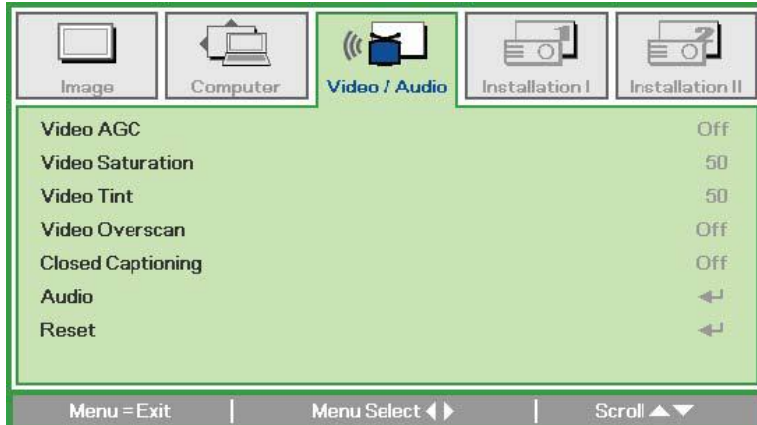 Image Computer Video / Audio Installation I Installation II
Video AGC Off
Video Saturation 50
Video Tint 50
Video Overscan Off
Closed Captioning Off
Audio
Reset
Menu = Exit Menu Select Scroll